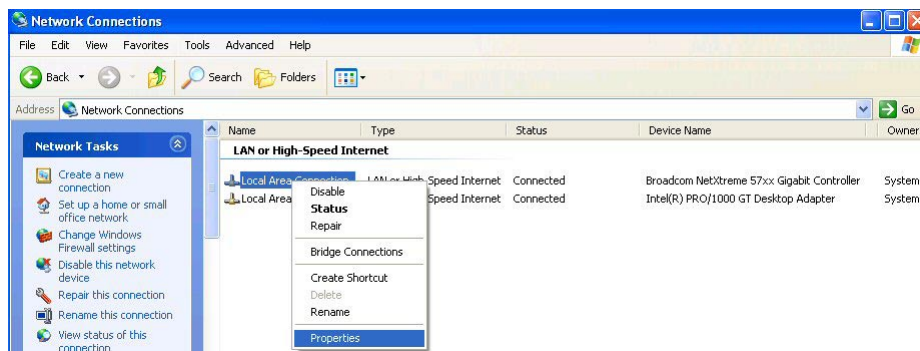 Network Connections
File Edit View Favorites Tools Advanced Help
Back Search Folders
Address Network Connections Go
Name Type Status Device Name Owner
Network Tasks
LAN or High-Speed Internet
Create a new
connection
Set up a home or small
office network
Change Windows
Firewall settings
Disable this network
device
Repair this connection
Rename this connection
View status of this
connection
Local Area Connection LAN or High-Speed Internet Connected Broadcom NetXtreme 57xx Gigabit Controller System
Local Area Speed Internet Connected Intel(R) PRO/1000 GT Desktop Adapter System
Disable
Status
Repair
Bridge Connections
Create Shortcut
Delete
Rename
Properties